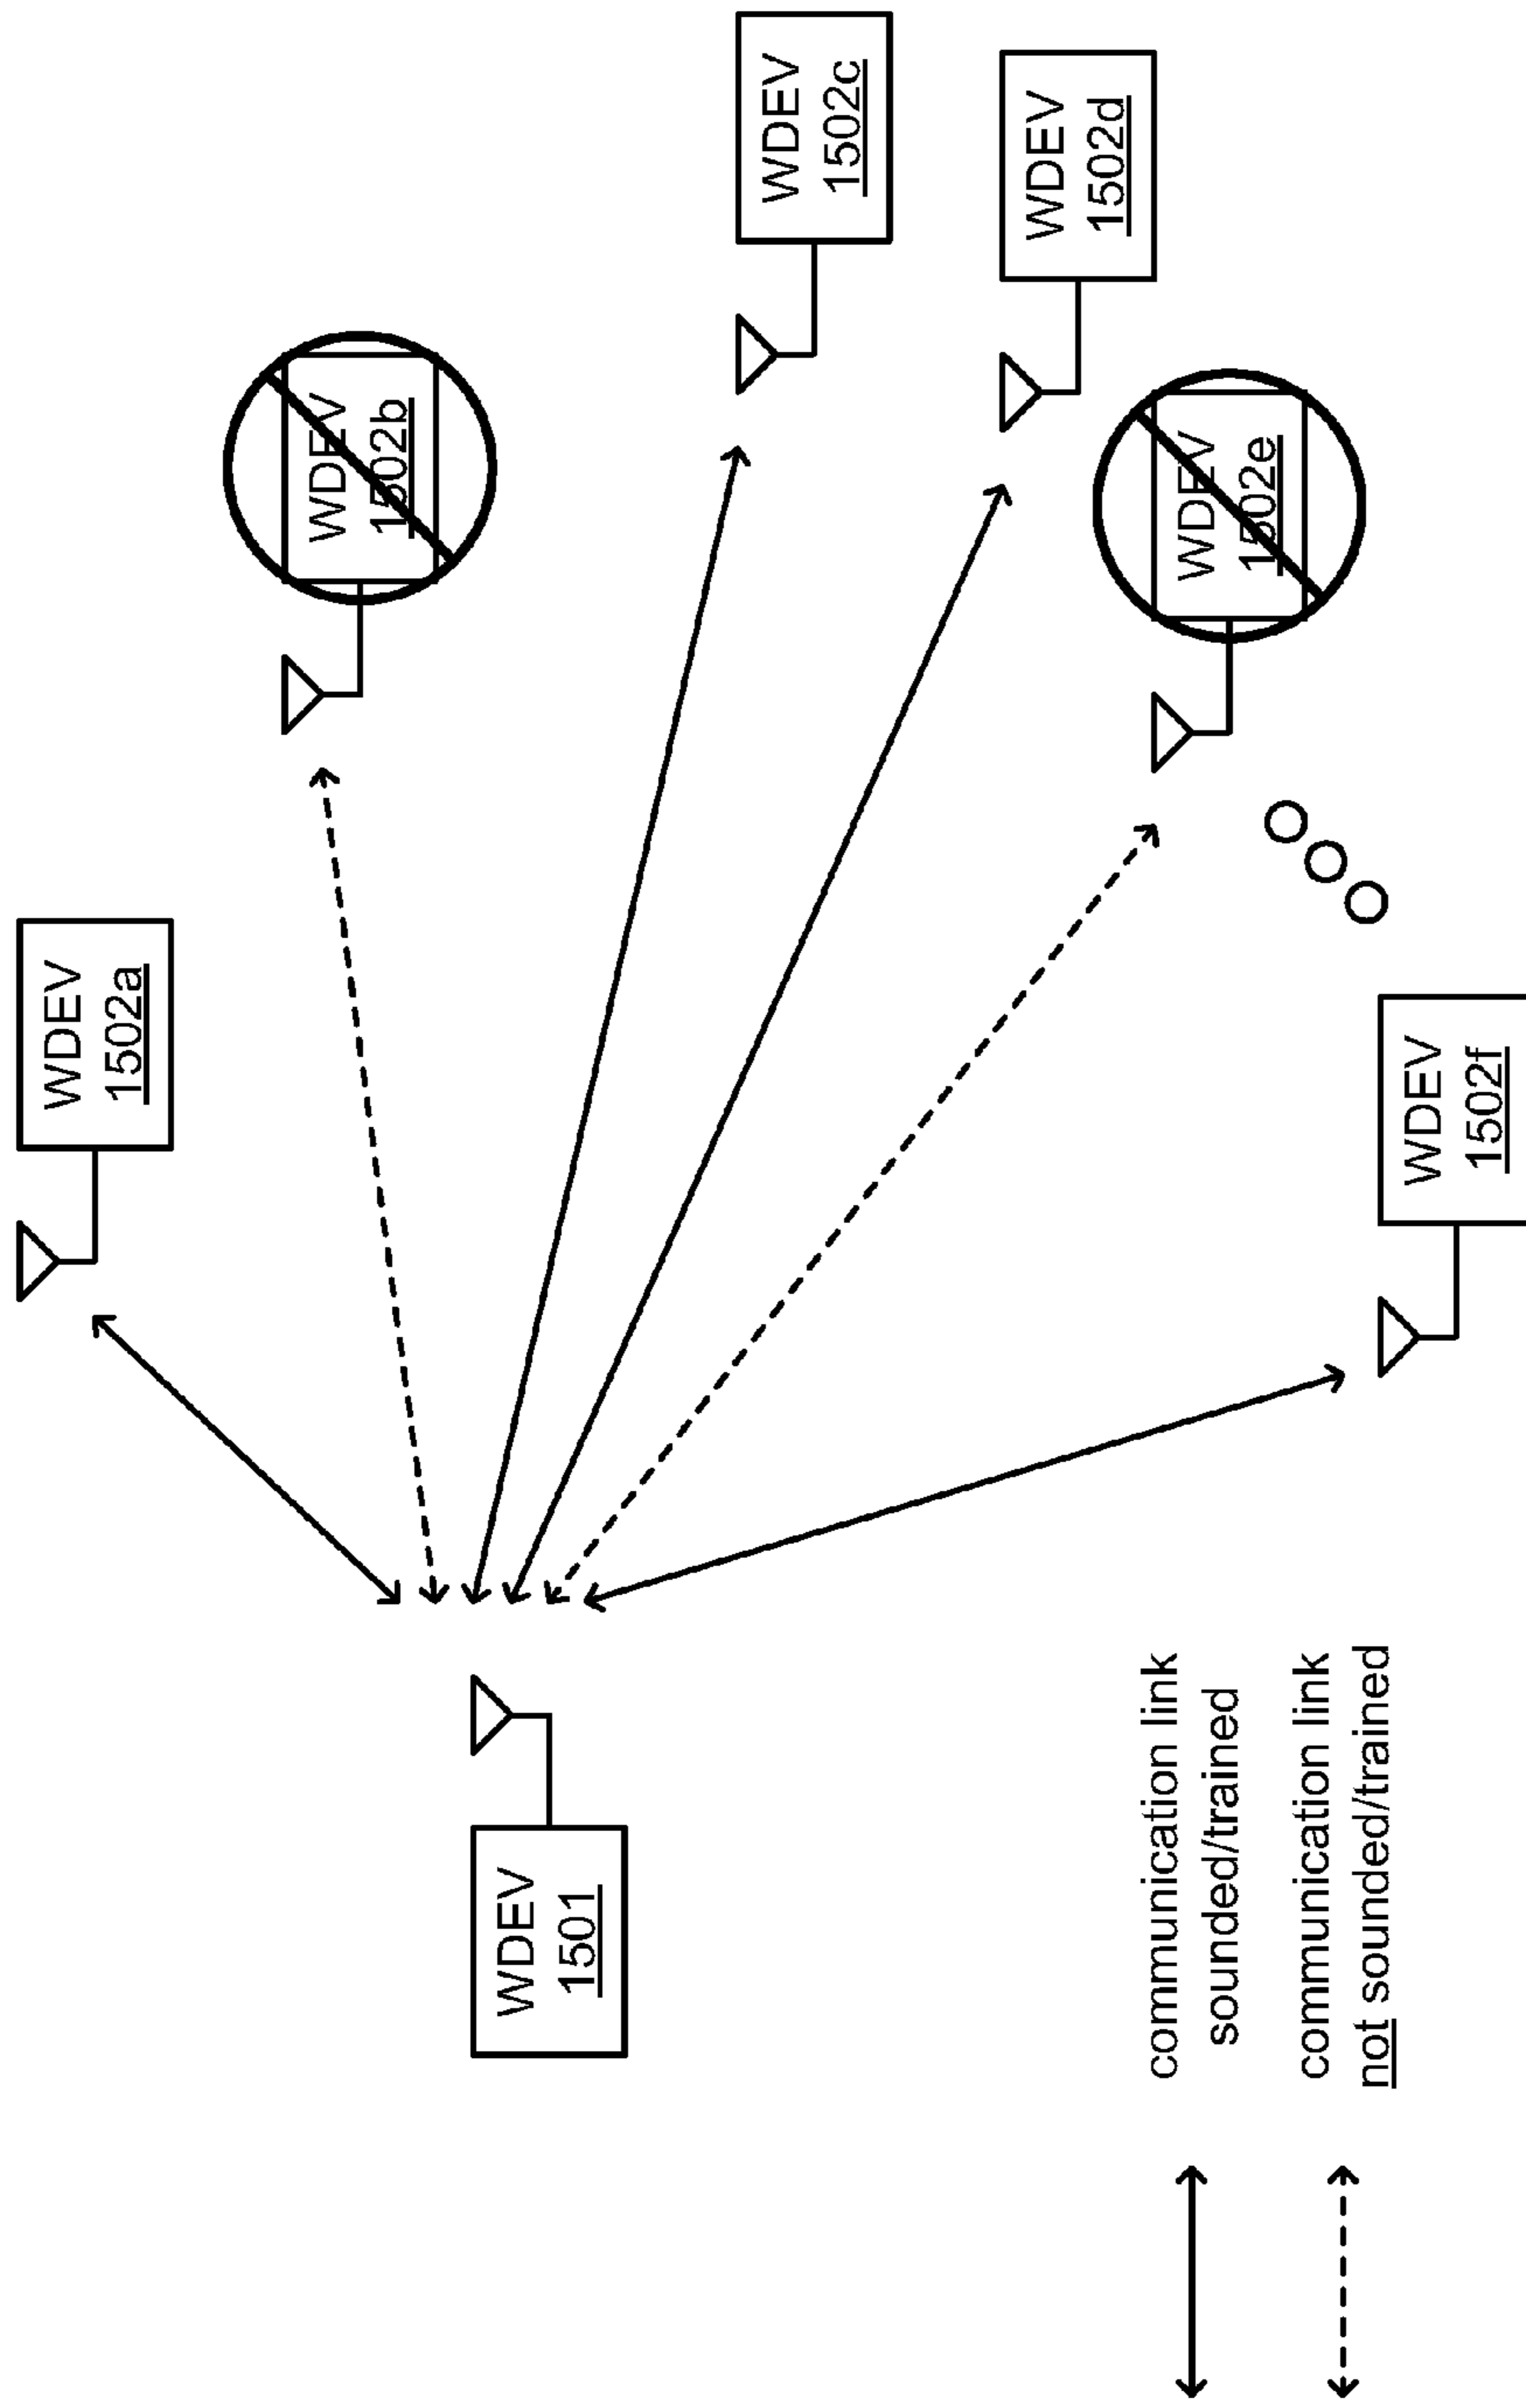 WDEV
1502a
WDEV
1502b
WDEV
1502c
WDEV
1501
WDEV
1502d
WDEV
1502e
WDEV
1502f
communication link
sounded/trained
communication link
not sounded/trained